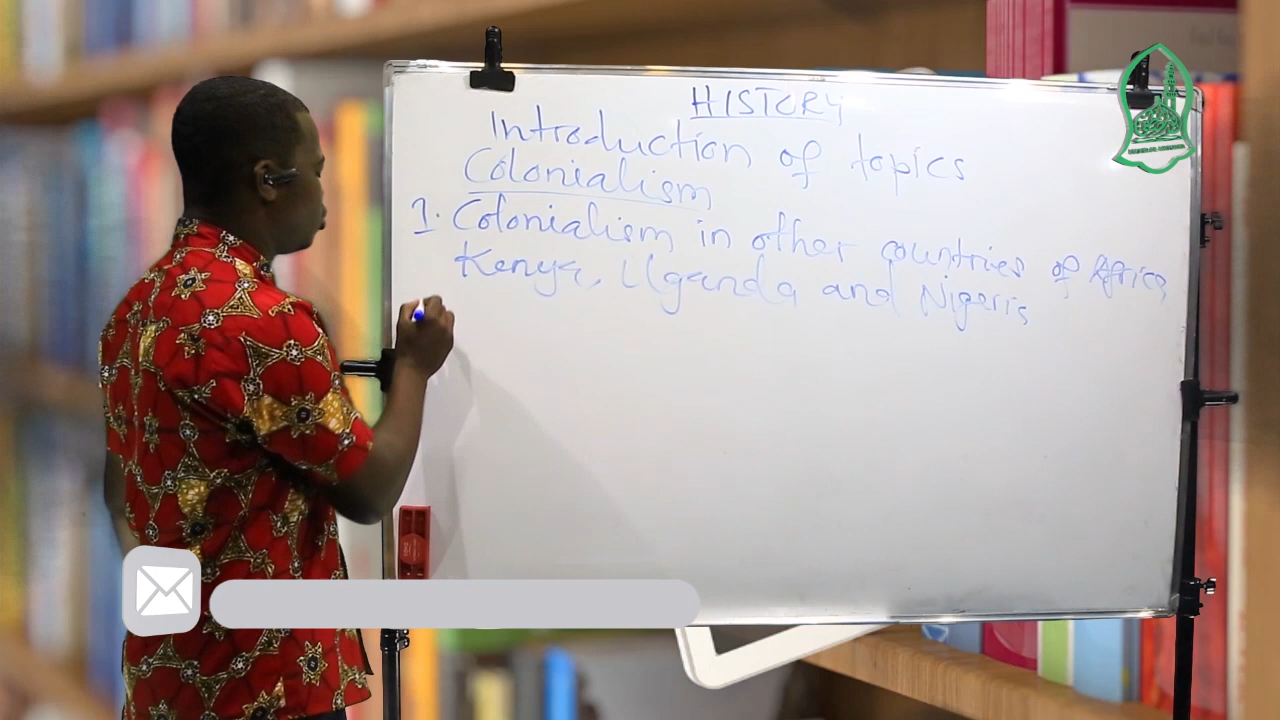 HISTORY
Introduction of topics
Colonialism
1. Colonialism in other countries of Africa,
Kenya, Uganda and Nigeria